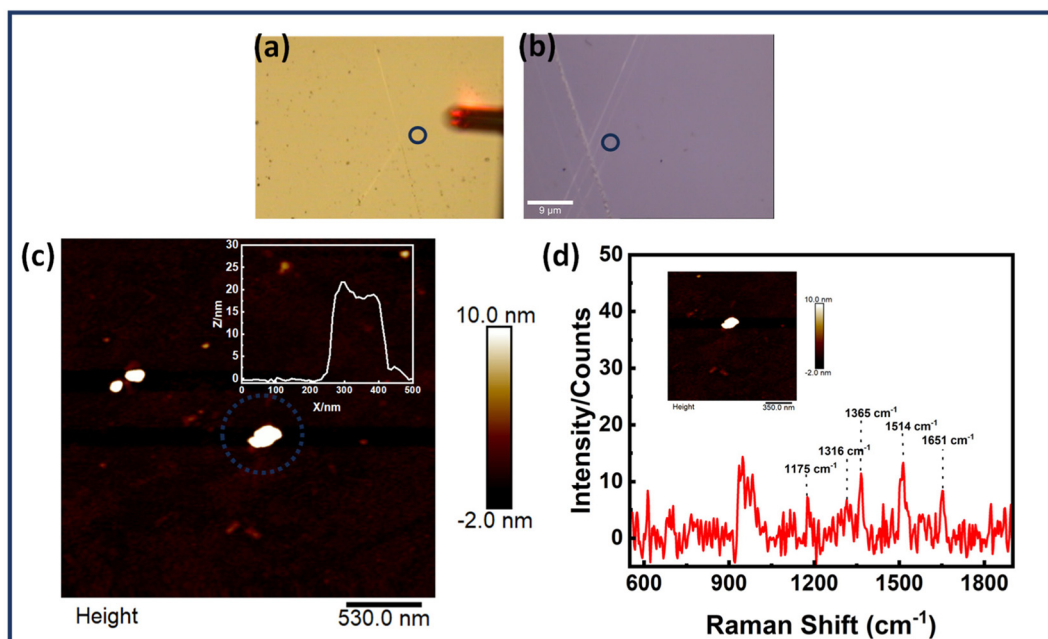 (a)
(b)
9 µm
(c)
30
25
20
15
10
5
0
Z/nm
0 100 200 300 400 500
X/nm
10.0 nm
-2.0 nm
Height
530.0 nm
(d)
50
40
30
20
10
0
Intensity/Counts
10.0 nm
-2.0 nm
Height
350.0 nm
1175 cm⁻¹
1316 cm⁻¹
1365 cm⁻¹
1514 cm⁻¹
1651 cm⁻¹
600 900 1200 1500 1800
Raman Shift (cm⁻¹)